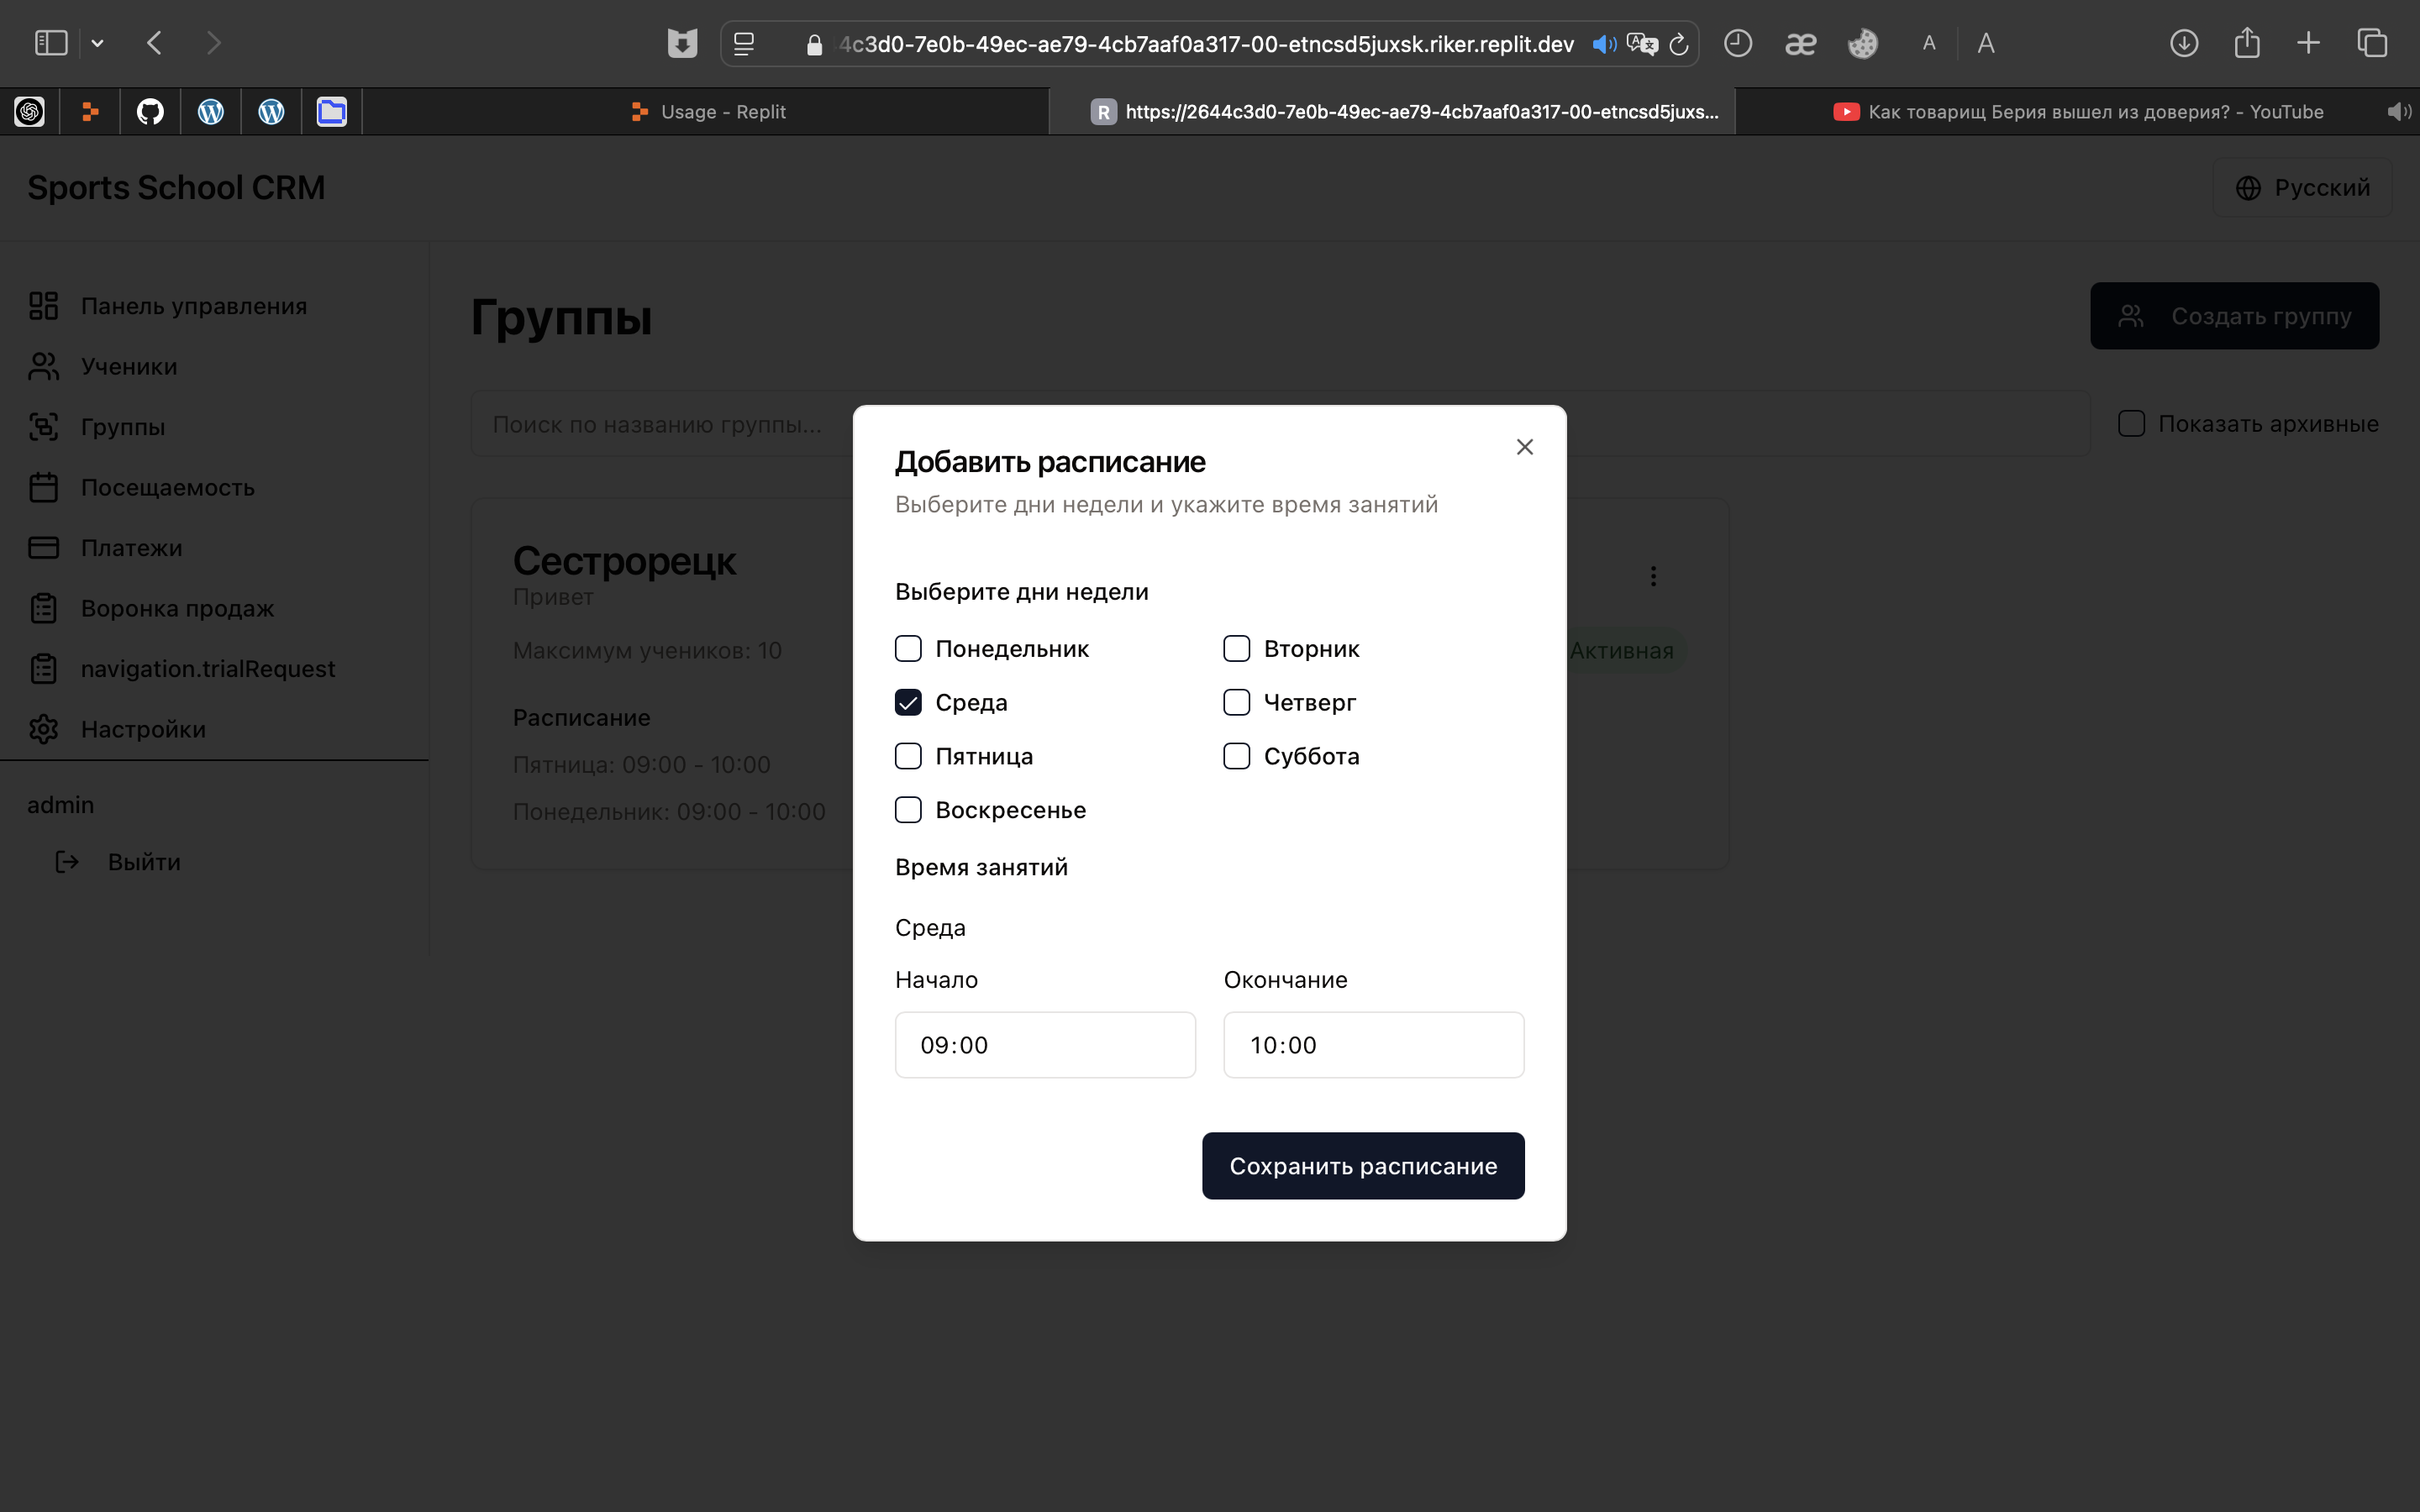 4c3d0-7e0b-49ec-ae79-4cb7aaf0a317-00-etncsd5juxsk.riker.replit.dev
A A
Usage - Replit
R https://2644c3d0-7e0b-49ec-ae79-4cb7aaf0a317-00-etncsd5juxs...
Как товарищ Берия вышел из доверия? - YouTube
Sports School CRM
Русский
Панель управления
Ученики
Группы
Посещаемость
Платежи
Воронка продаж
navigation.trialRequest
Настройки
admin
Выйти
Группы
Создать группу
Поиск по названию группы...
Показать архивные
Сестрорецк
Привет
Максимум учеников: 10
Активная
Расписание
Пятница: 09:00 - 10:00
Понедельник: 09:00 - 10:00
Добавить расписание
Выберите дни недели и укажите время занятий
Выберите дни недели
Понедельник
Вторник
Среда
Четверг
Пятница
Суббота
Воскресенье
Время занятий
Среда
Начало
Окончание
09:00
10:00
Сохранить расписание